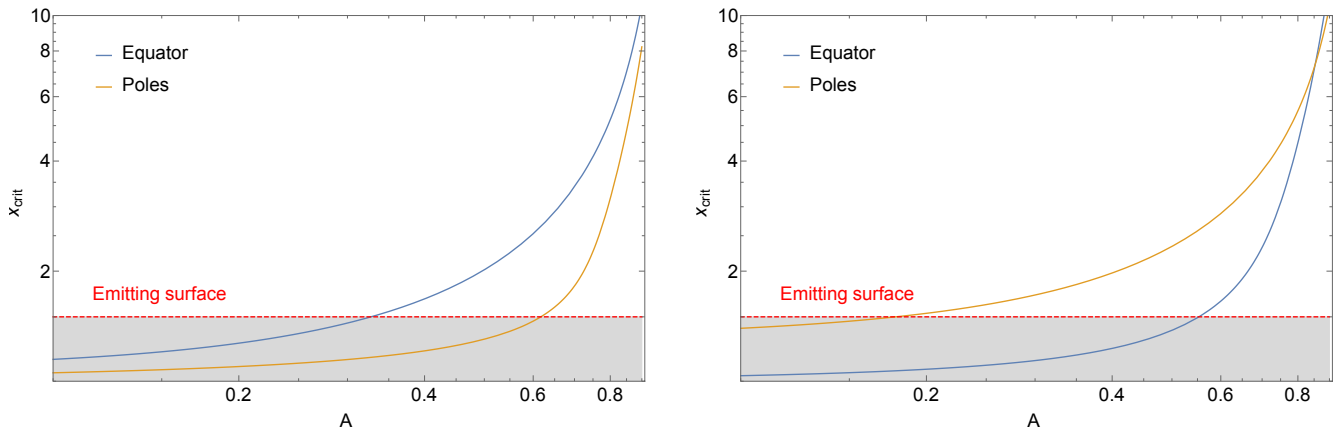 10
8
6
4
2
x_crit
Equator
Poles
Emitting surface
0.2
0.4
0.6
0.8
A
10
8
6
4
2
x_crit
Equator
Poles
Emitting surface
0.2
0.4
0.6
0.8
A